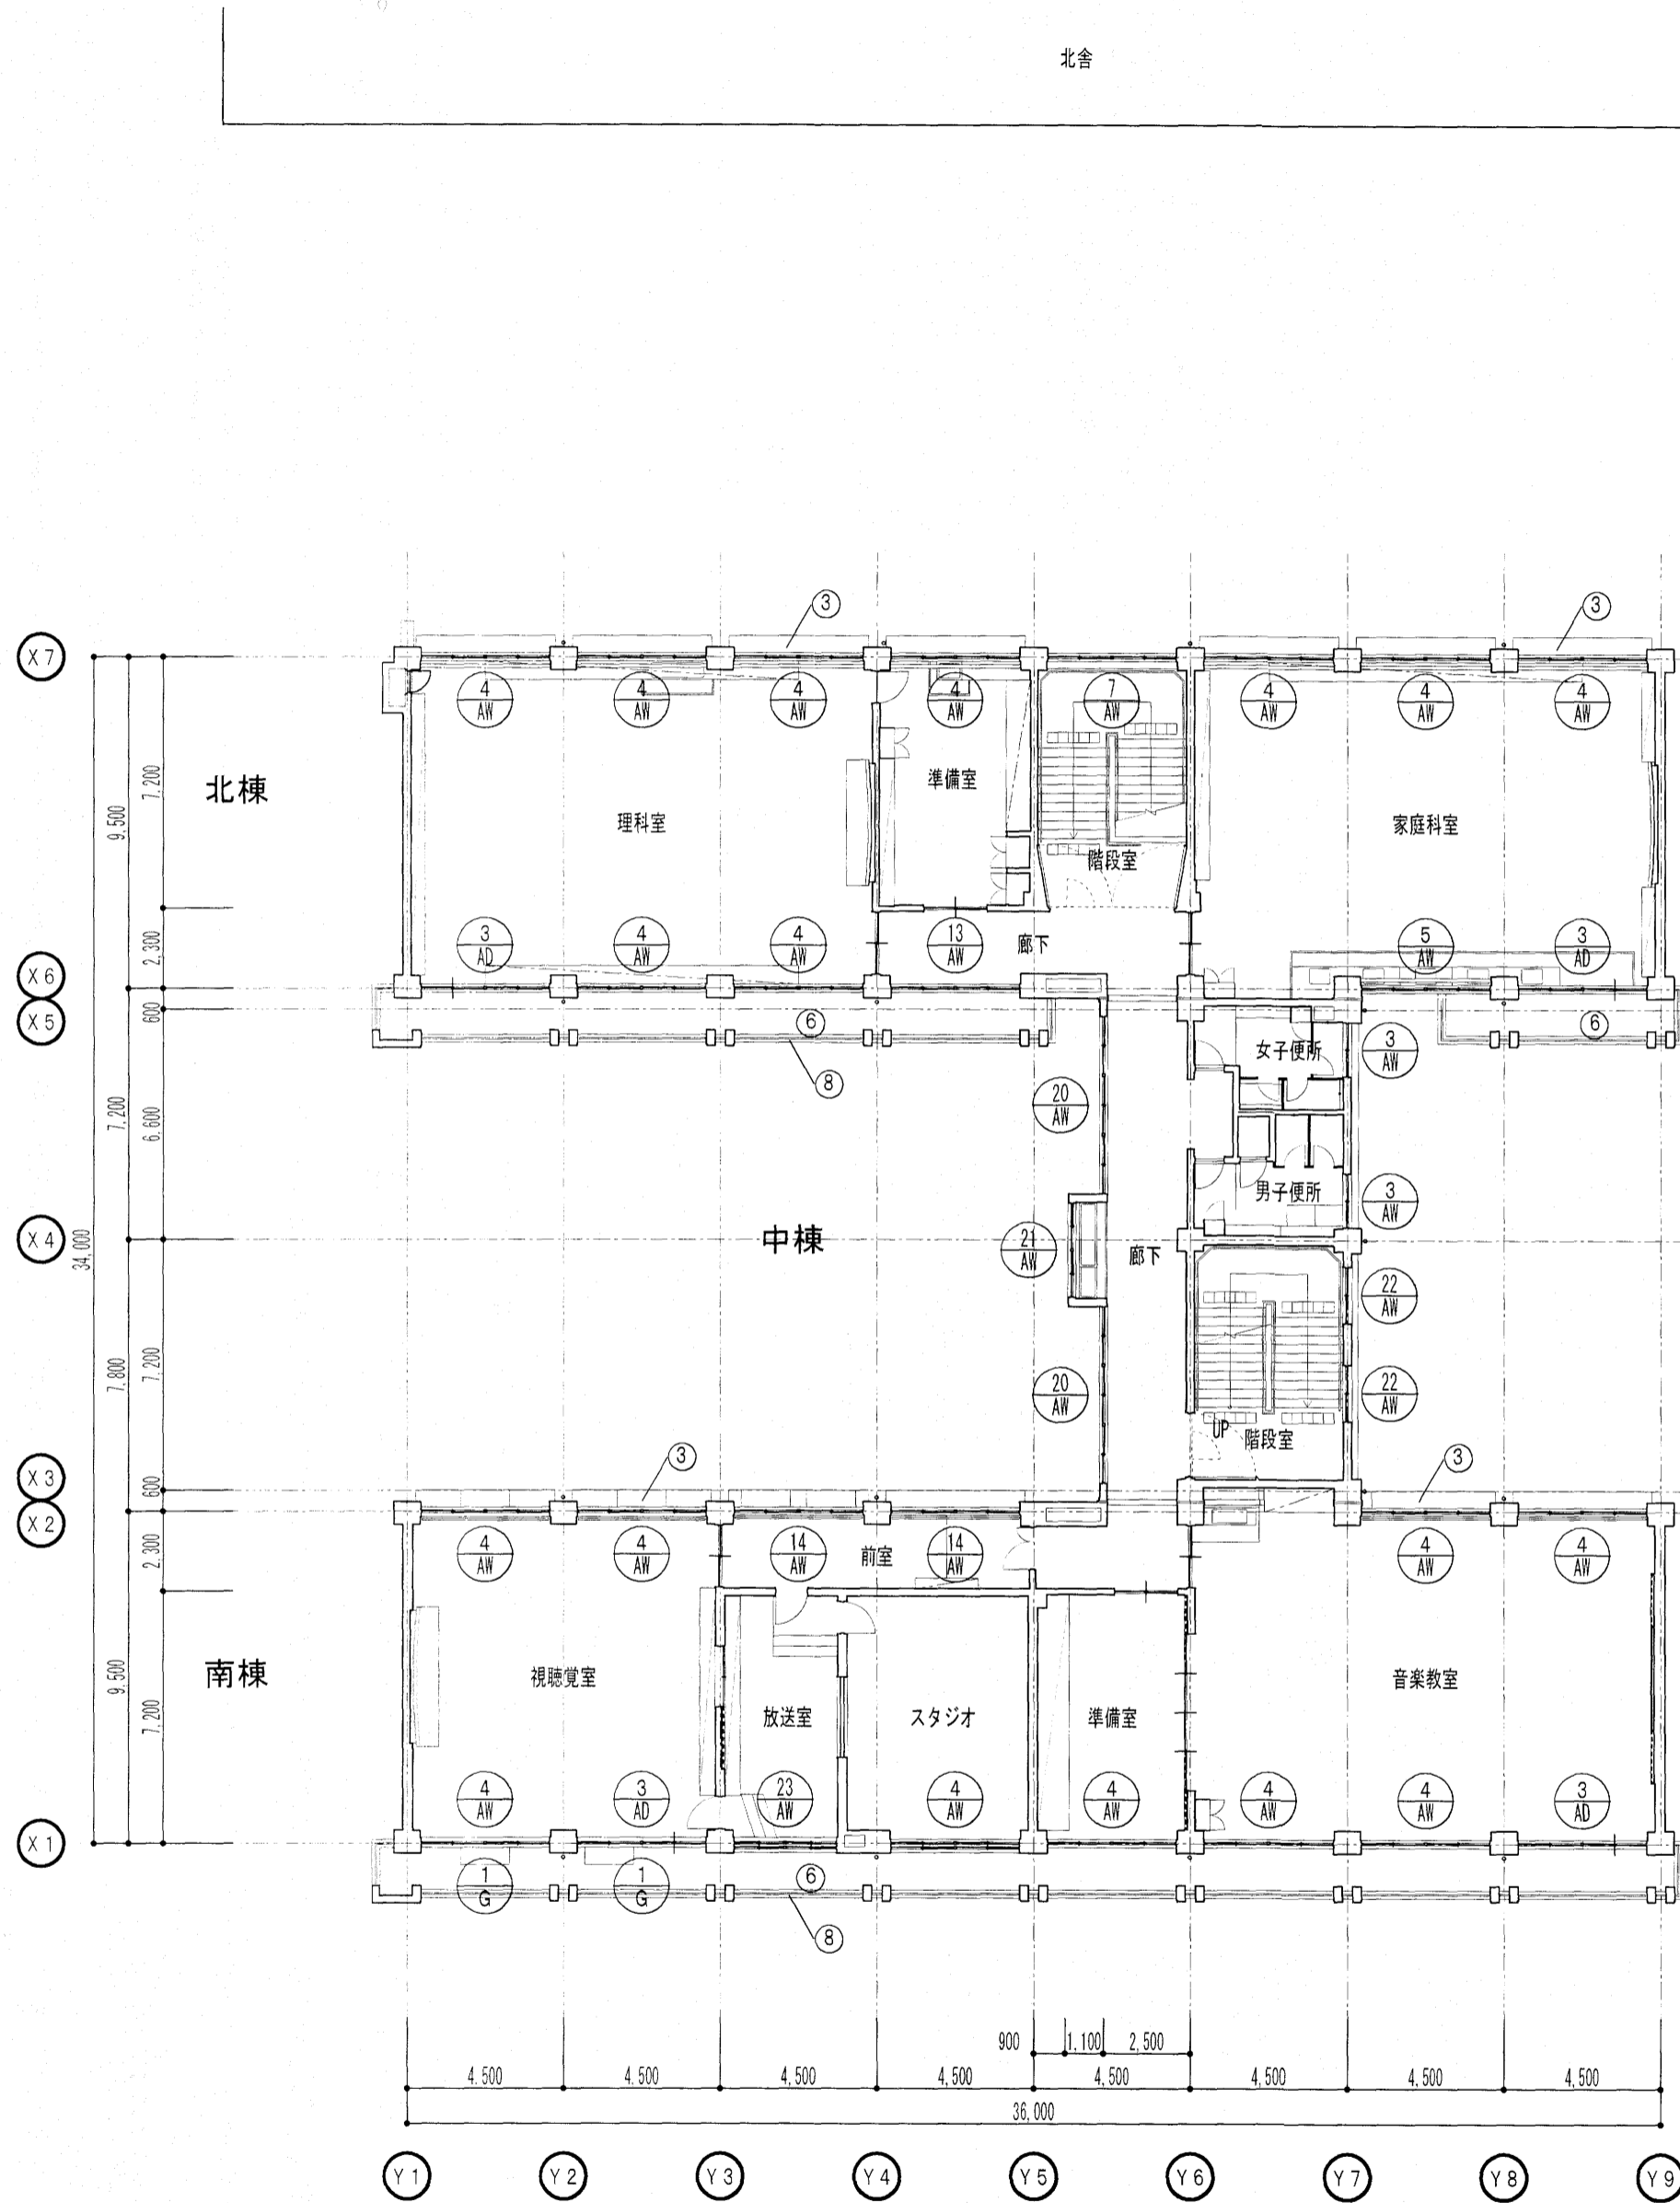 北舎
3
3
X7
4
AW
4
AW
4
AW
4
AW
7
AW
4
AW
4
AW
4
AW
北棟
7,200
9,500
準備室
理科室
家庭科室
階段室
3
AD
4
AW
4
AW
13
AW
廊下
5
AW
3
AD
2,300
X6
600
X5
6
6
女子便所
3
AW
8
20
AW
7,200
6,600
男子便所
3
AW
中棟
X4
34,000
21
AW
廊下
22
AW
7,800
7,200
20
AW
22
AW
UP
階段室
3
3
X3
600
X2
2,300
4
AW
4
AW
14
AW
前室
14
AW
4
AW
4
AW
南棟
9,500
7,200
視聴覚室
放送室
スタジオ
準備室
音楽教室
4
AW
3
AD
23
AW
4
AW
4
AW
4
AW
4
AW
3
AD
X1
1
G
1
G
6
8
900
1,100
2,500
4,500
4,500
4,500
4,500
4,500
4,500
4,500
4,500
36,000
Y1
Y2
Y3
Y4
Y5
Y6
Y7
Y8
Y9